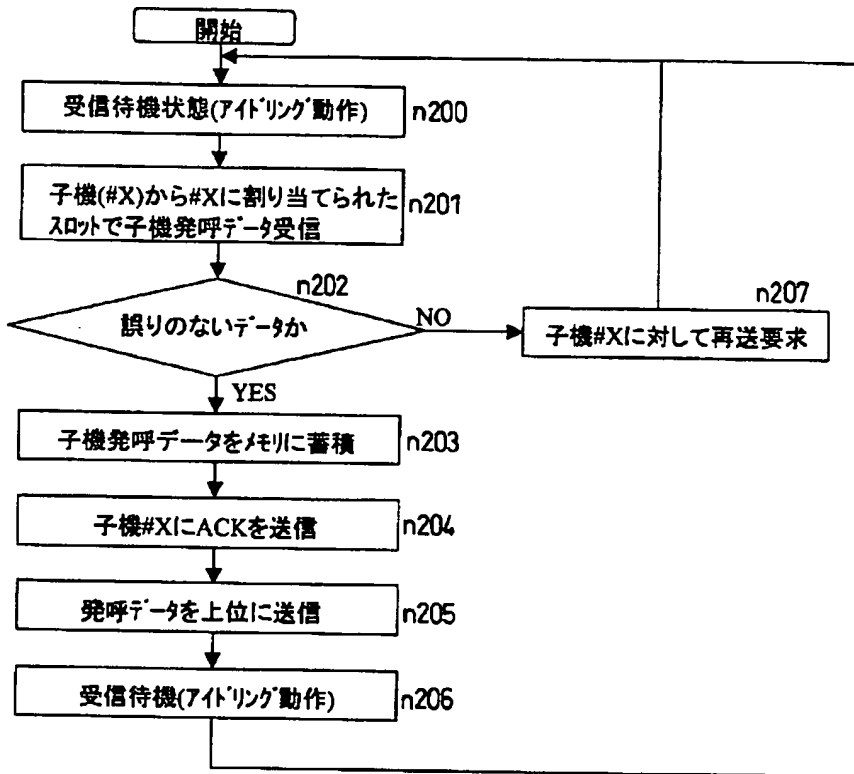 開始
受信待機状態(アイドリング動作)
n200
子機(#X)から#Xに割り当てられた
スロットで子機発呼データ受信
n201
n202
誤りのないデータか
NO
n207
子機#Xに対して再送要求
YES
子機発呼データをメモリに蓄積
n203
子機#XにACKを送信
n204
発呼データを上位に送信
n205
受信待機(アイドリング動作)
n206